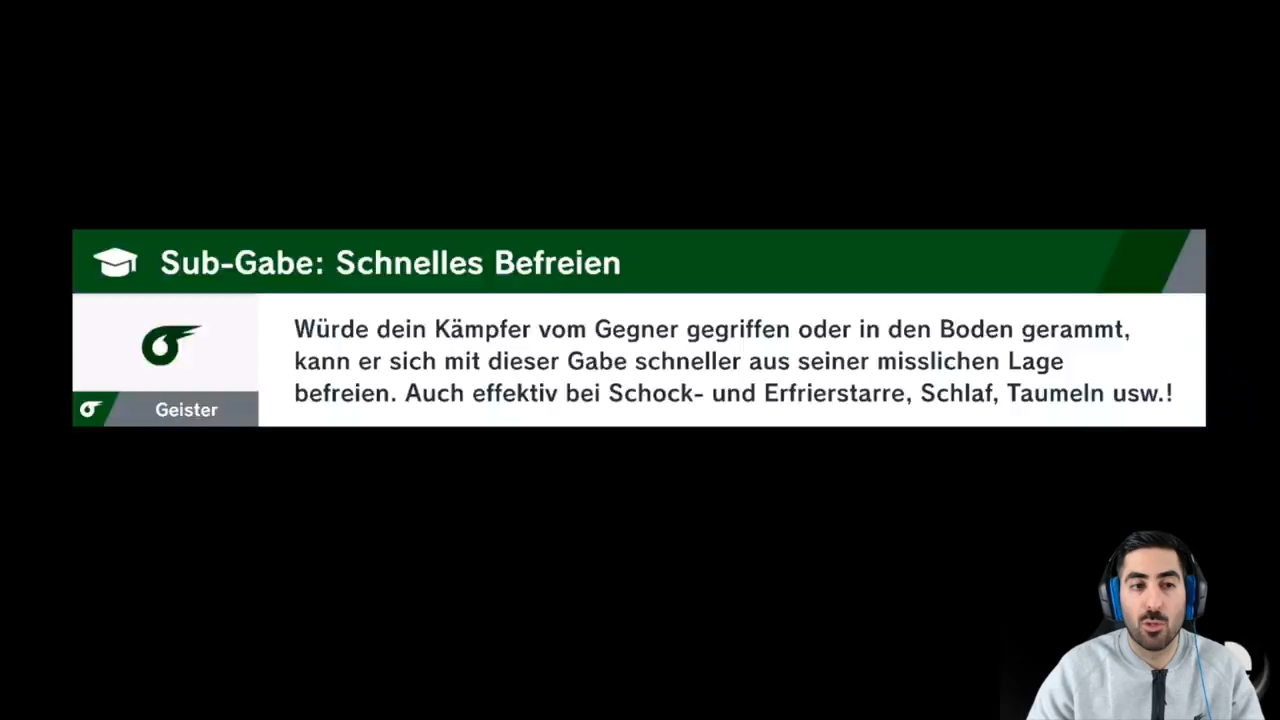 Sub-Gabe: Schnelles Befreien
Würde dein Kämpfer vom Gegner gegriffen oder in den Boden gerammt,
kann er sich mit dieser Gabe schneller aus seiner misslichen Lage
befreien. Auch effektiv bei Schock- und Erfrierstarre, Schlaf, Taumeln usw.!
Geister